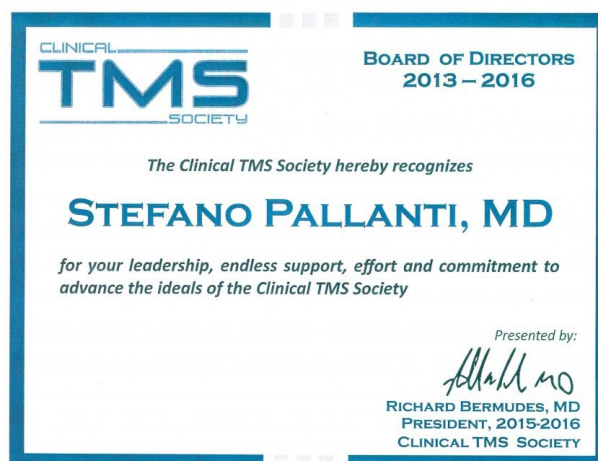 CLINICAL
TMS
SOCIETY
BOARD OF DIRECTORS
2013 – 2016
The Clinical TMS Society hereby recognizes
STEFANO PALLANTI, MD
for your leadership, endless support, effort and commitment to
advance the ideals of the Clinical TMS Society
Presented by:
MD
RICHARD BERMUDES, MD
PRESIDENT, 2015-2016
CLINICAL TMS SOCIETY